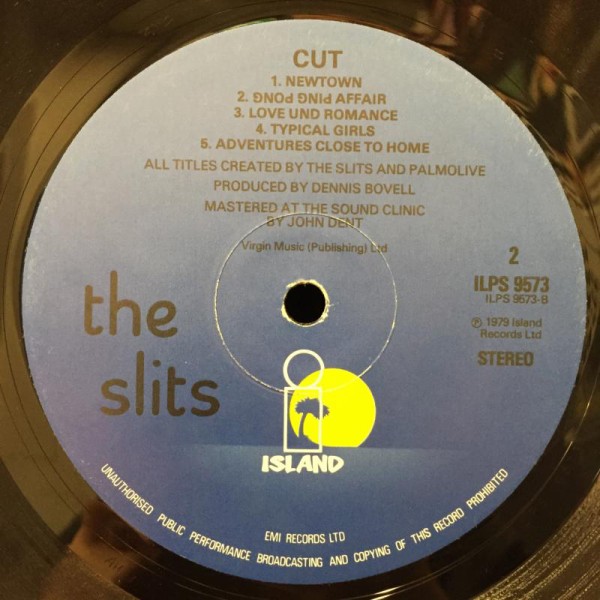 CUT
1. NEWTOWN
2. PING PONG AFFAIR
3. LOVE UND ROMANCE
4. TYPICAL GIRLS
5. ADVENTURES CLOSE TO HOME
ALL TITLES CREATED BY THE SLITS AND PALMOLIVE
PRODUCED BY DENNIS BOVELL
MASTERED AT THE SOUND CLINIC
BY JOHN DENT
Virgin Music (Publishing) Ltd
2
ILPS 9573
ILPS 9573-B
℗ 1979 Island
Records Ltd
STEREO
the
slits
i
ISLAND
EMI RECORDS LTD
UNAUTHORISED PUBLIC PERFORMANCE BROADCASTING AND COPYING OF THIS RECORD PROHIBITED